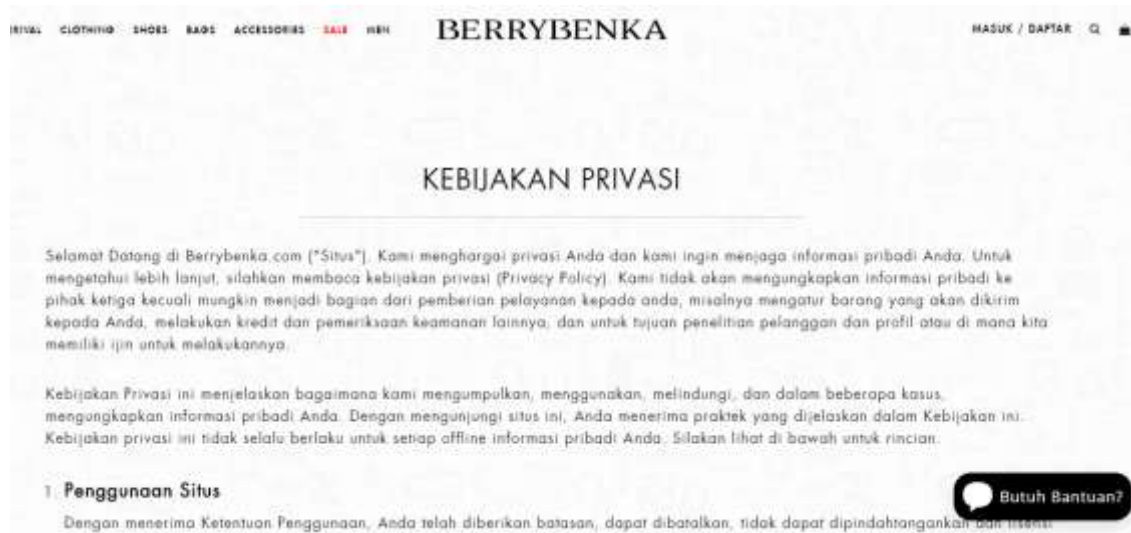 RIVAL CLOTHING SHOES BAGS ACCESSORIES SALE MEN BERRYBENKA MASUK / DAFTAR
KEBIJAKAN PRIVASI
Selamat Datang di Berrybenka.com ("Situs"). Kami menghargai privasi Anda dan kami ingin menjaga informasi pribadi Anda. Untuk
mengetahui lebih lanjut, silahkan membaca kebijakan privasi (Privacy Policy). Kami tidak akan mengungkapkan informasi pribadi ke
pihak ketiga kecuali mungkin menjadi bagian dari pemberian pelayanan kepada anda, misalnya mengatur barang yang akan dikirim
kepada Anda, melakukan kredit dan pemeriksaan keamanan lainnya, dan untuk tujuan penelitian pelanggan dan profil atau di mana kita
memiliki ijin untuk melakukannya.
Kebijakan Privasi ini menjelaskan bagaimana kami mengumpulkan, menggunakan, melindungi, dan dalam beberapa kasus,
mengungkapkan informasi pribadi Anda. Dengan mengunjungi situs ini, Anda menerima praktek yang dijelaskan dalam Kebijakan ini.
Kebijakan privasi ini tidak selalu berlaku untuk setiap offline informasi pribadi Anda. Silakan lihat di bawah untuk rincian.
1. Penggunaan Situs
Butuh Bantuan?
Dengan menerima Ketentuan Penggunaan, Anda telah diberikan batasan, dapat dibatalkan, tidak dapat dipindahtangankan dan lisensi